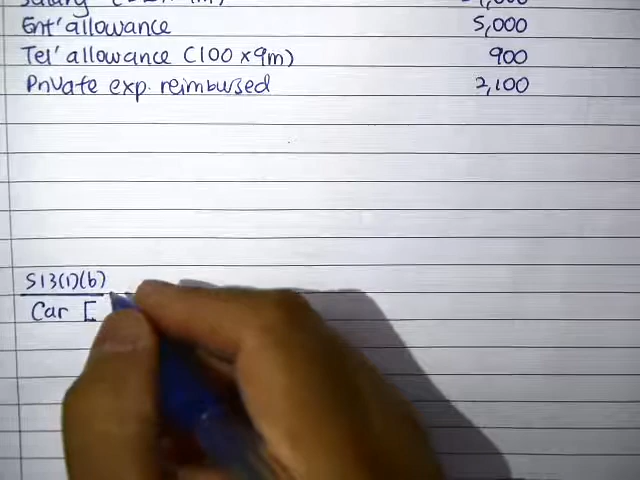 Ent' allowance 5,000
Tel' allowance (100 x 9m) 900
Private exp. reimbursed 2,100
S13(1)(b)
Car [